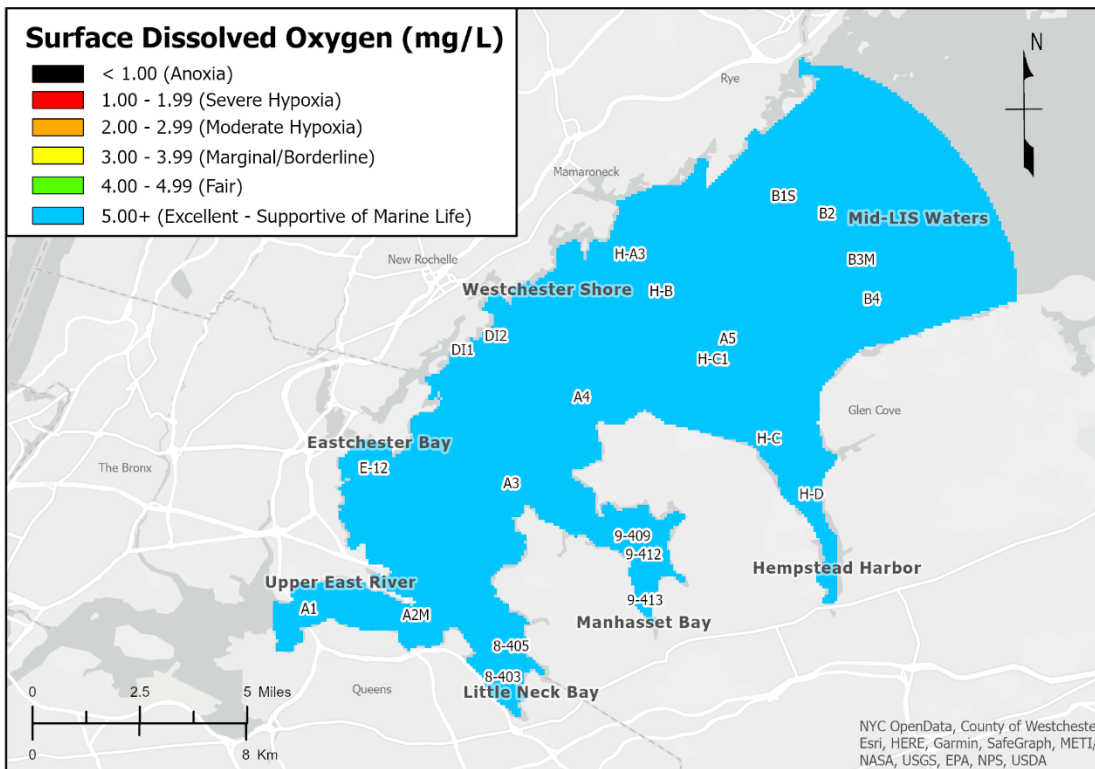 Surface Dissolved Oxygen (mg/L)
< 1.00 (Anoxia)
1.00 - 1.99 (Severe Hypoxia)
2.00 - 2.99 (Moderate Hypoxia)
3.00 - 3.99 (Marginal/Borderline)
4.00 - 4.99 (Fair)
5.00+ (Excellent - Supportive of Marine Life)
N
Rye
Mamaroneck
B1S
B2
Mid-LIS Waters
New Rochelle
H-A3
B3M
Westchester Shore
H-B
B4
DI2
DI1
A5
H-C1
A4
Glen Cove
Eastchester Bay
H-C
The Bronx
E-12
A3
H-D
9-409
9-412
Hempstead Harbor
Upper East River
A1
A2M
9-413
Manhasset Bay
8-405
8-403
Queens
Little Neck Bay
0 2.5 5 Miles
0 8 Km
NYC OpenData, County of Westcheste
Esri, HERE, Garmin, SafeGraph, METI/
NASA, USGS, EPA, NPS, USDA